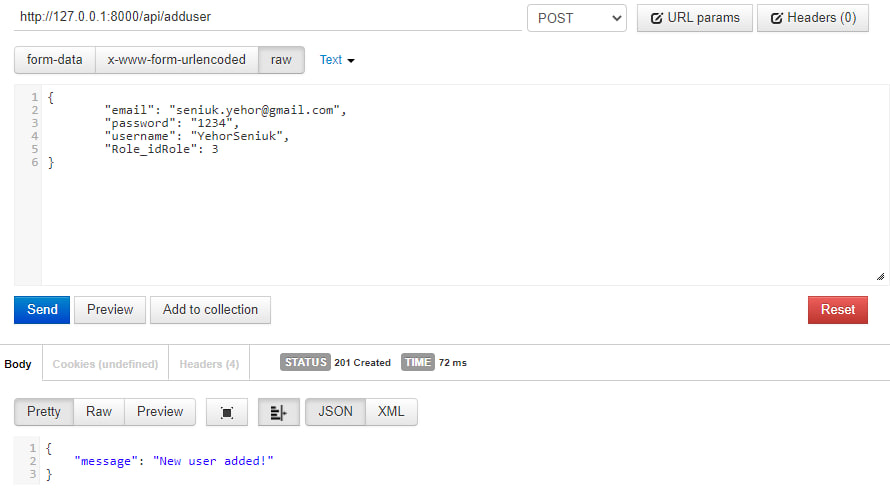 http://127.0.0.1:8000/api/adduser POST URL params Headers (0)
form-data x-www-form-urlencoded raw Text
1 {
2 "email": "seniuk.yehor@gmail.com",
3 "password": "1234",
4 "username": "YehorSeniuk",
5 "Role_idRole": 3
6 }
Send Preview Add to collection Reset
Body Cookies (undefined) Headers (4) STATUS 201 Created TIME 72 ms
Pretty Raw Preview JSON XML
1 {
2 "message": "New user added!"
3 }